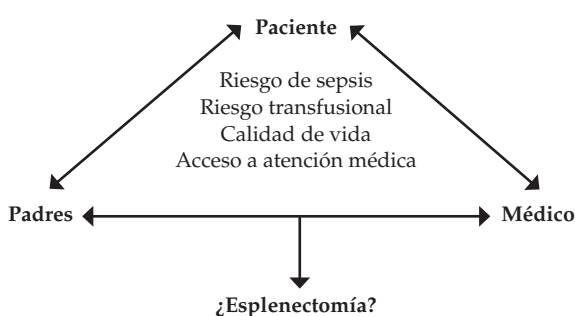 Paciente
Riesgo de sepsis
Riesgo transfusional
Calidad de vida
Acceso a atención médica
Padres
Médico
¿Esplenectomía?